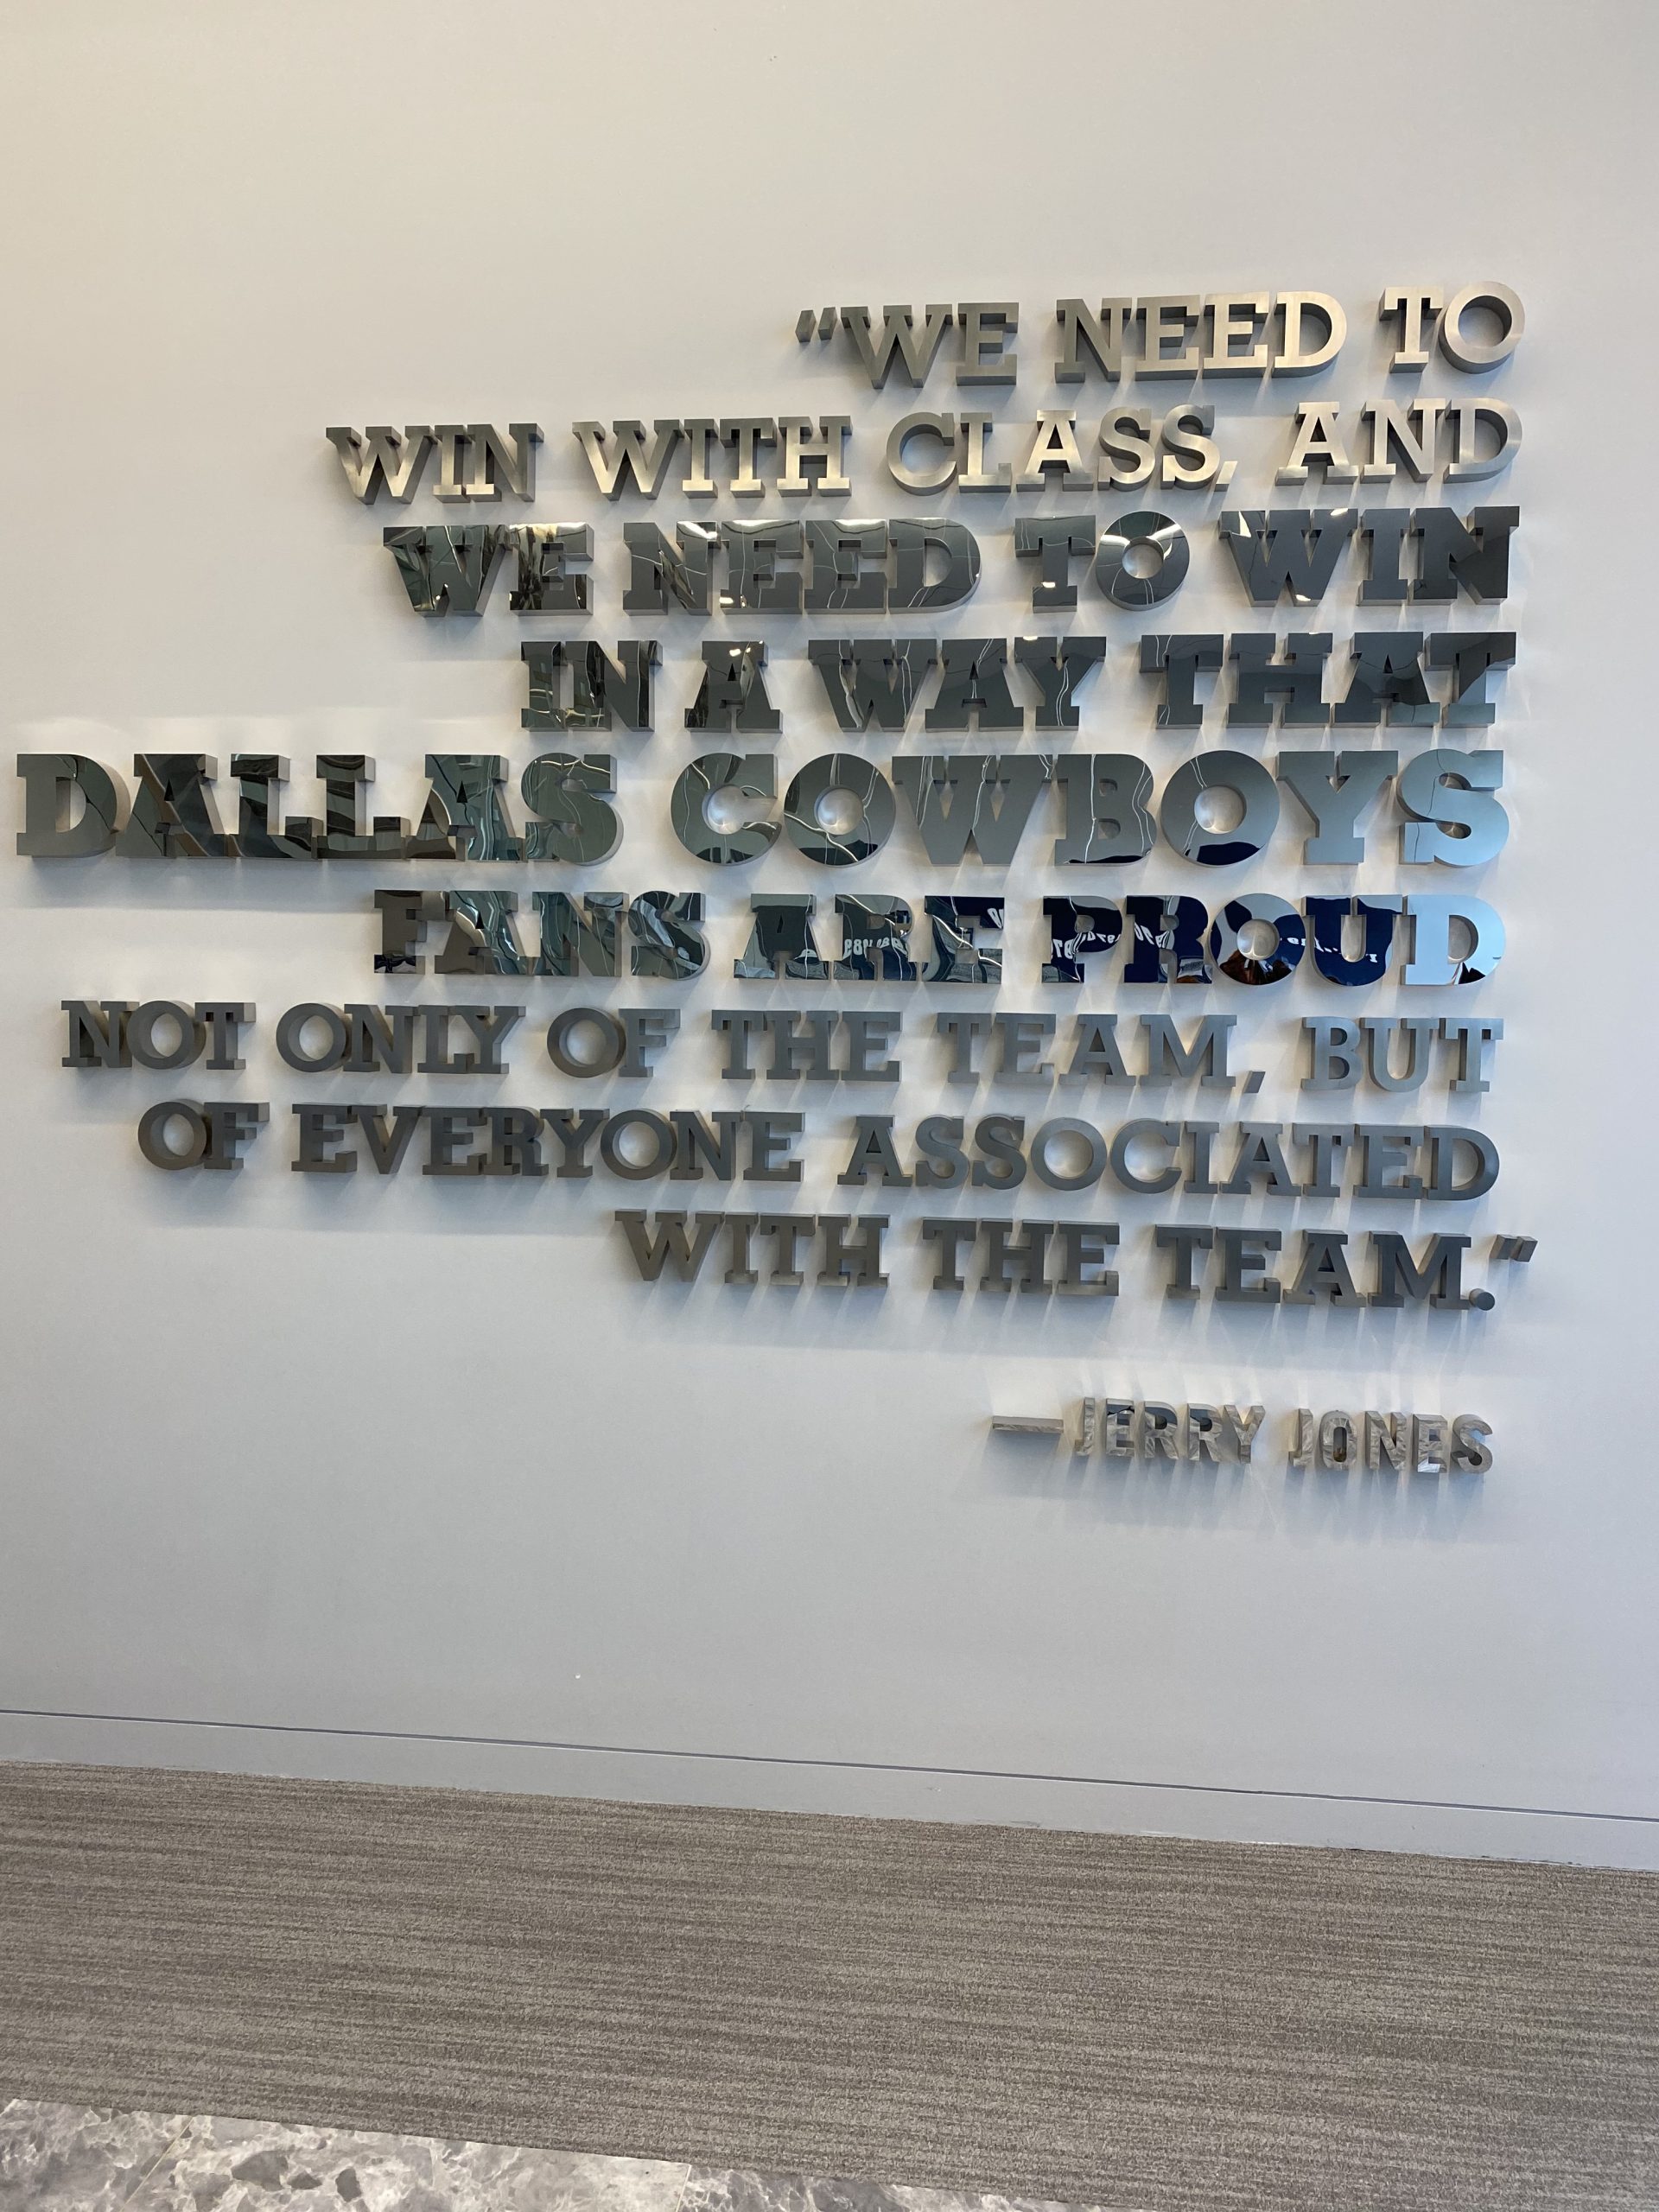 “WE NEED TO
WIN WITH CLASS, AND
WE NEED TO WIN
IN A WAY THAT
DALLAS COWBOYS
FANS ARE PROUD
NOT ONLY OF THE TEAM, BUT
OF EVERYONE ASSOCIATED
WITH THE TEAM.”
—JERRY JONES